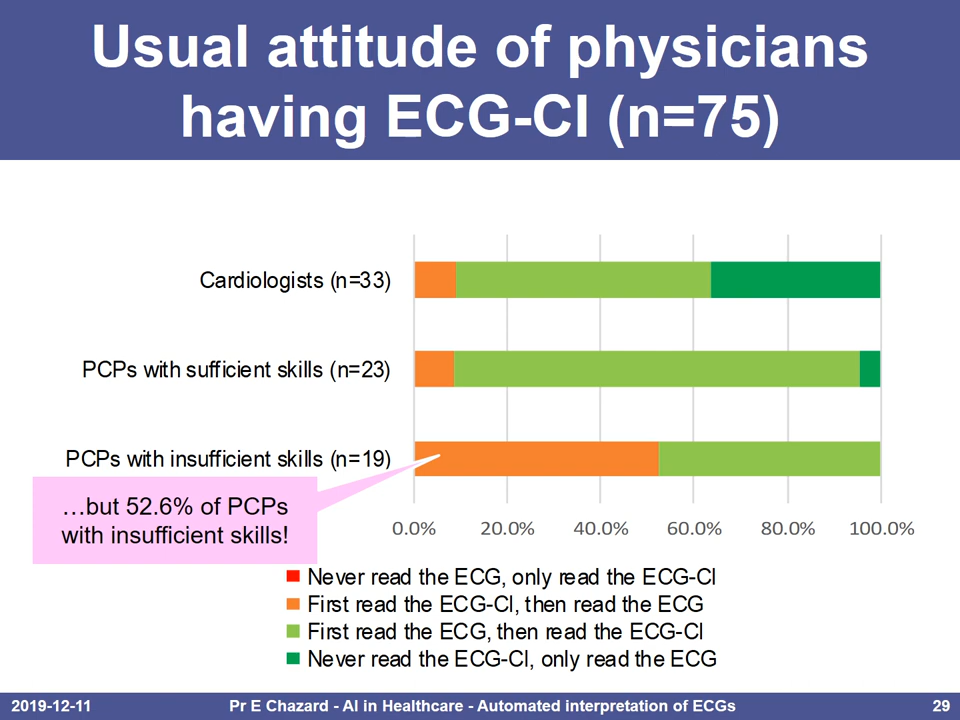 Usual attitude of physicians
having ECG-CI (n=75)
Cardiologists (n=33)
PCPs with sufficient skills (n=23)
PCPs with insufficient skills (n=19)
…but 52.6% of PCPs
with insufficient skills!
0.0% 20.0% 40.0% 60.0% 80.0% 100.0%
Never read the ECG, only read the ECG-CI
First read the ECG-CI, then read the ECG
First read the ECG, then read the ECG-CI
Never read the ECG-CI, only read the ECG
2019-12-11 Pr E Chazard - AI in Healthcare - Automated interpretation of ECGs 29